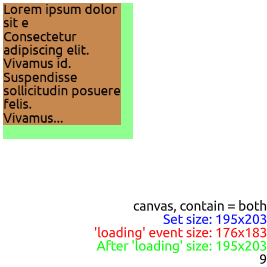 Lorem ipsum dolor
sit e
Consectetur
adipiscing elit.
Vivamus id.
Suspendisse
sollicitudin posuere
felis.
Vivamus...
canvas, contain = both
Set size: 195x203
'loading' event size: 176x183
After 'loading' size: 195x203
9